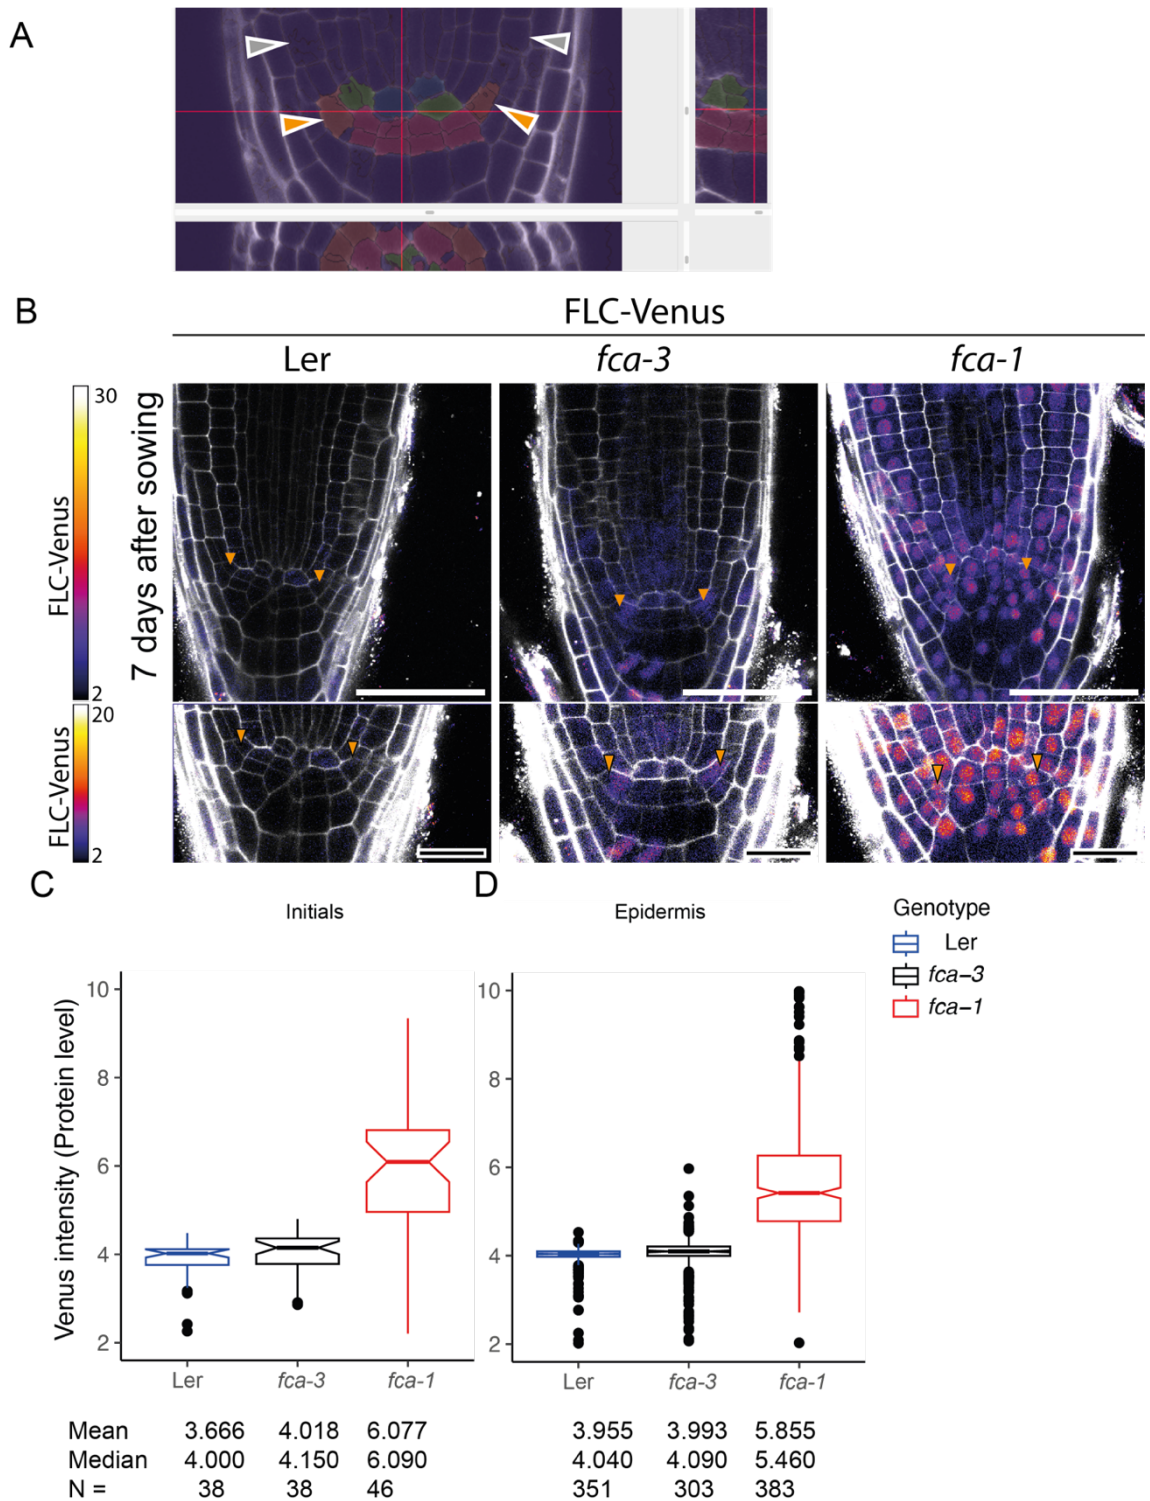 A
B
FLC-Venus
Ler
fca-3
fca-1
30
FLC-Venus
2
7 days after sowing
20
FLC-Venus
2
C
Initials
D
Epidermis
Genotype
Ler
fca-3
fca-1
Venus intensity (Protein level)
10
8
6
4
2
Ler
fca-3
fca-1
10
8
6
4
2
Ler
fca-3
fca-1
Mean 3.666 4.018 6.077 3.955 3.993 5.855
Median 4.000 4.150 6.090 4.040 4.090 5.460
N = 38 38 46 351 303 383